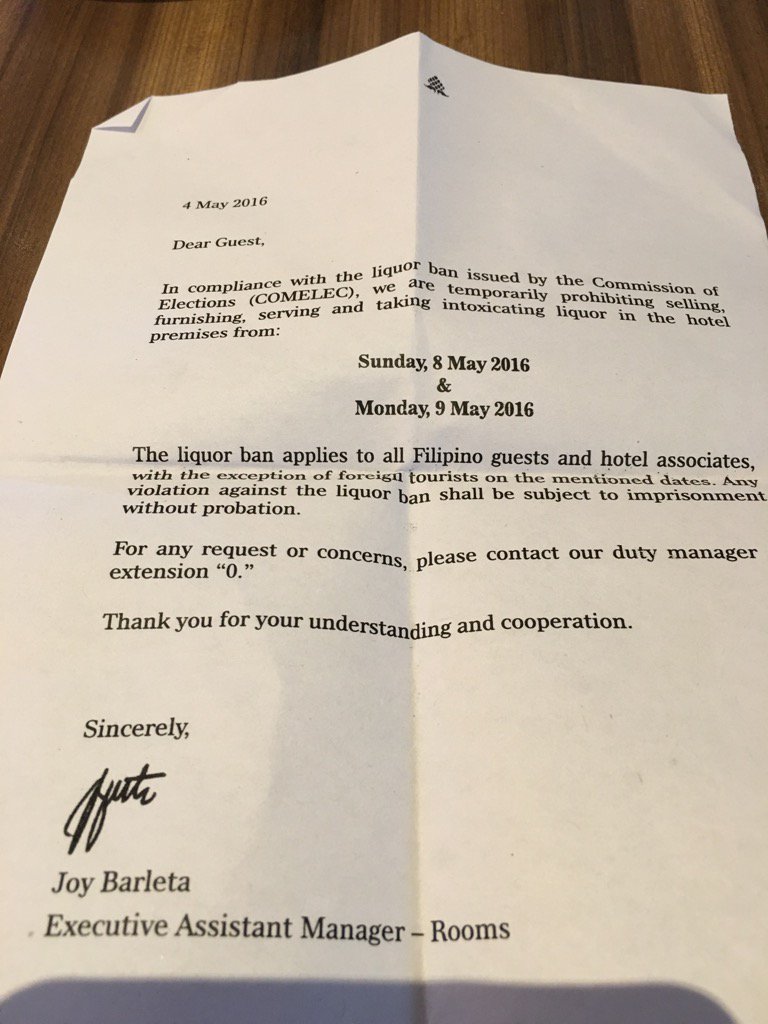 4 May 2016
Dear Guest,
In compliance with the liquor ban issued by the Commission of
Elections (COMELEC), we are temporarily prohibiting selling,
furnishing, serving and taking intoxicating liquor in the hotel
premises from:
Sunday, 8 May 2016
&
Monday, 9 May 2016
The liquor ban applies to all Filipino guests and hotel associates,
with the exception of foreign tourists on the mentioned dates. Any
violation against the liquor ban shall be subject to imprisonment
without probation.
For any request or concerns, please contact our duty manager
extension “0.”
Thank you for your understanding and cooperation.
Sincerely,
Joy Barleta
Executive Assistant Manager – Rooms